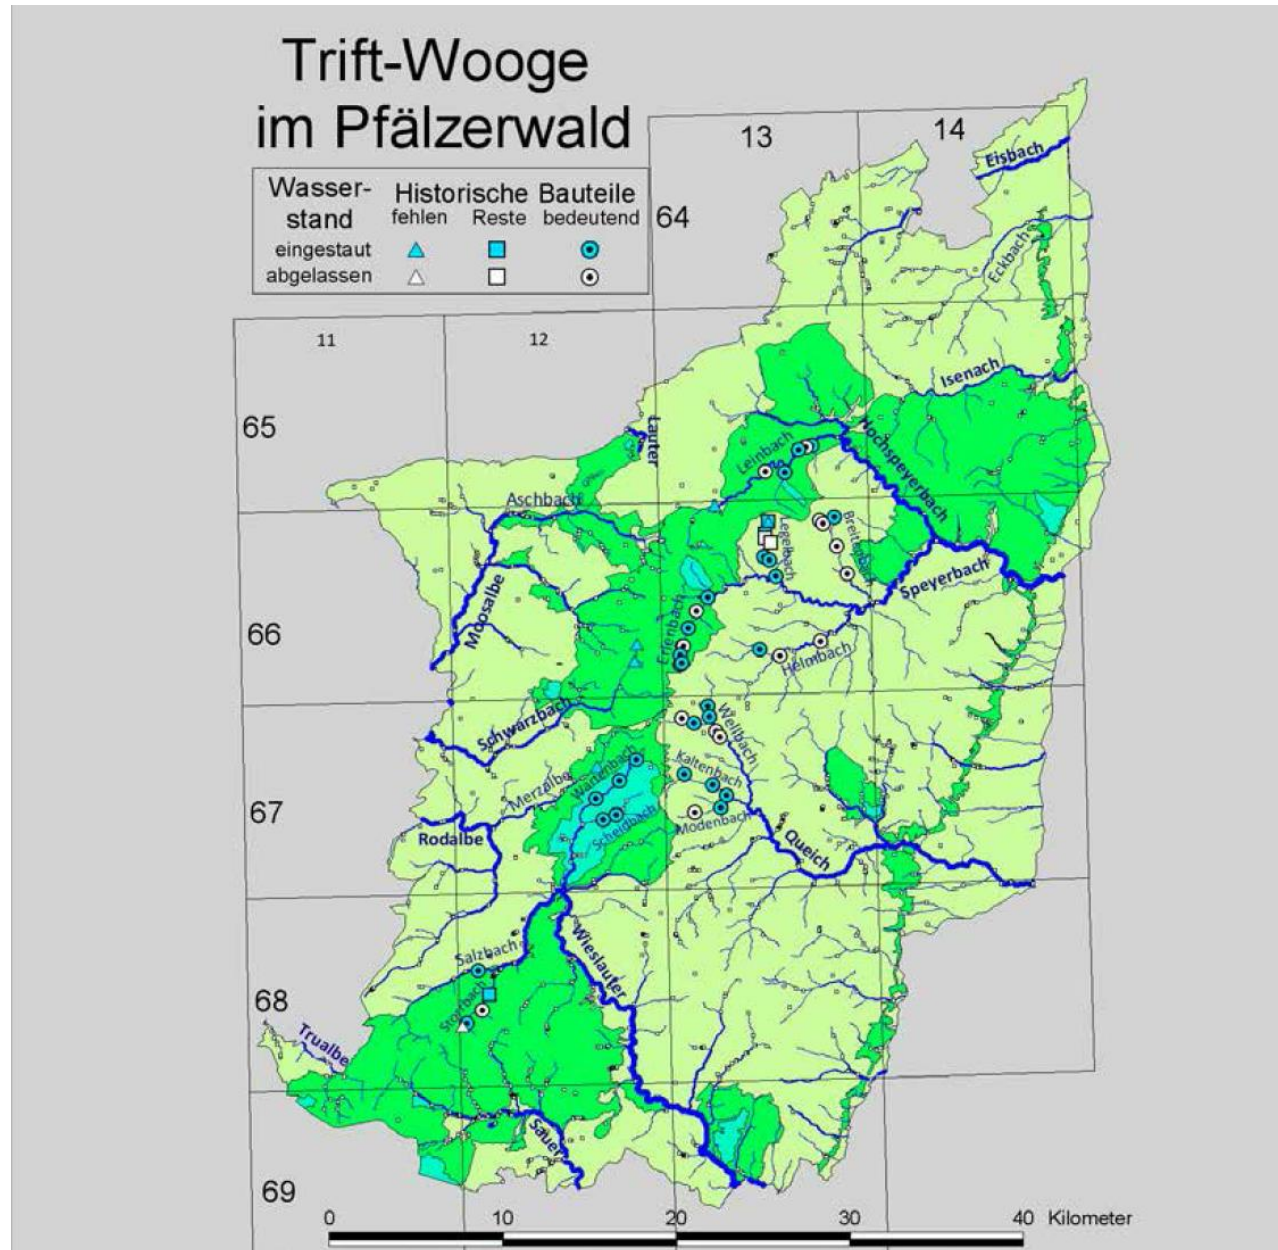 Trift-Wooge
im Pfälzerwald
Wasser-
stand
Historische Bauteile
fehlen Reste bedeutend
eingestaut
abgelassen
13
14
64
11
12
65
66
67
68
69
Eisbach
Eckbach
Isenach
Lauter
Leinbach
Hochspeyerbach
Aschbach
Legelbach
Breitenbach
Speyerbach
Moosalbe
Erlenbach
Helmbach
Schwarzbach
Wellbach
Merzalbe
Wartenbach
Kaltenbach
Scheidbach
Modenbach
Rodalbe
Queich
Salzbach
Wieslauter
Storrbach
Trualbe
Sauer
0 10 20 30 40 Kilometer